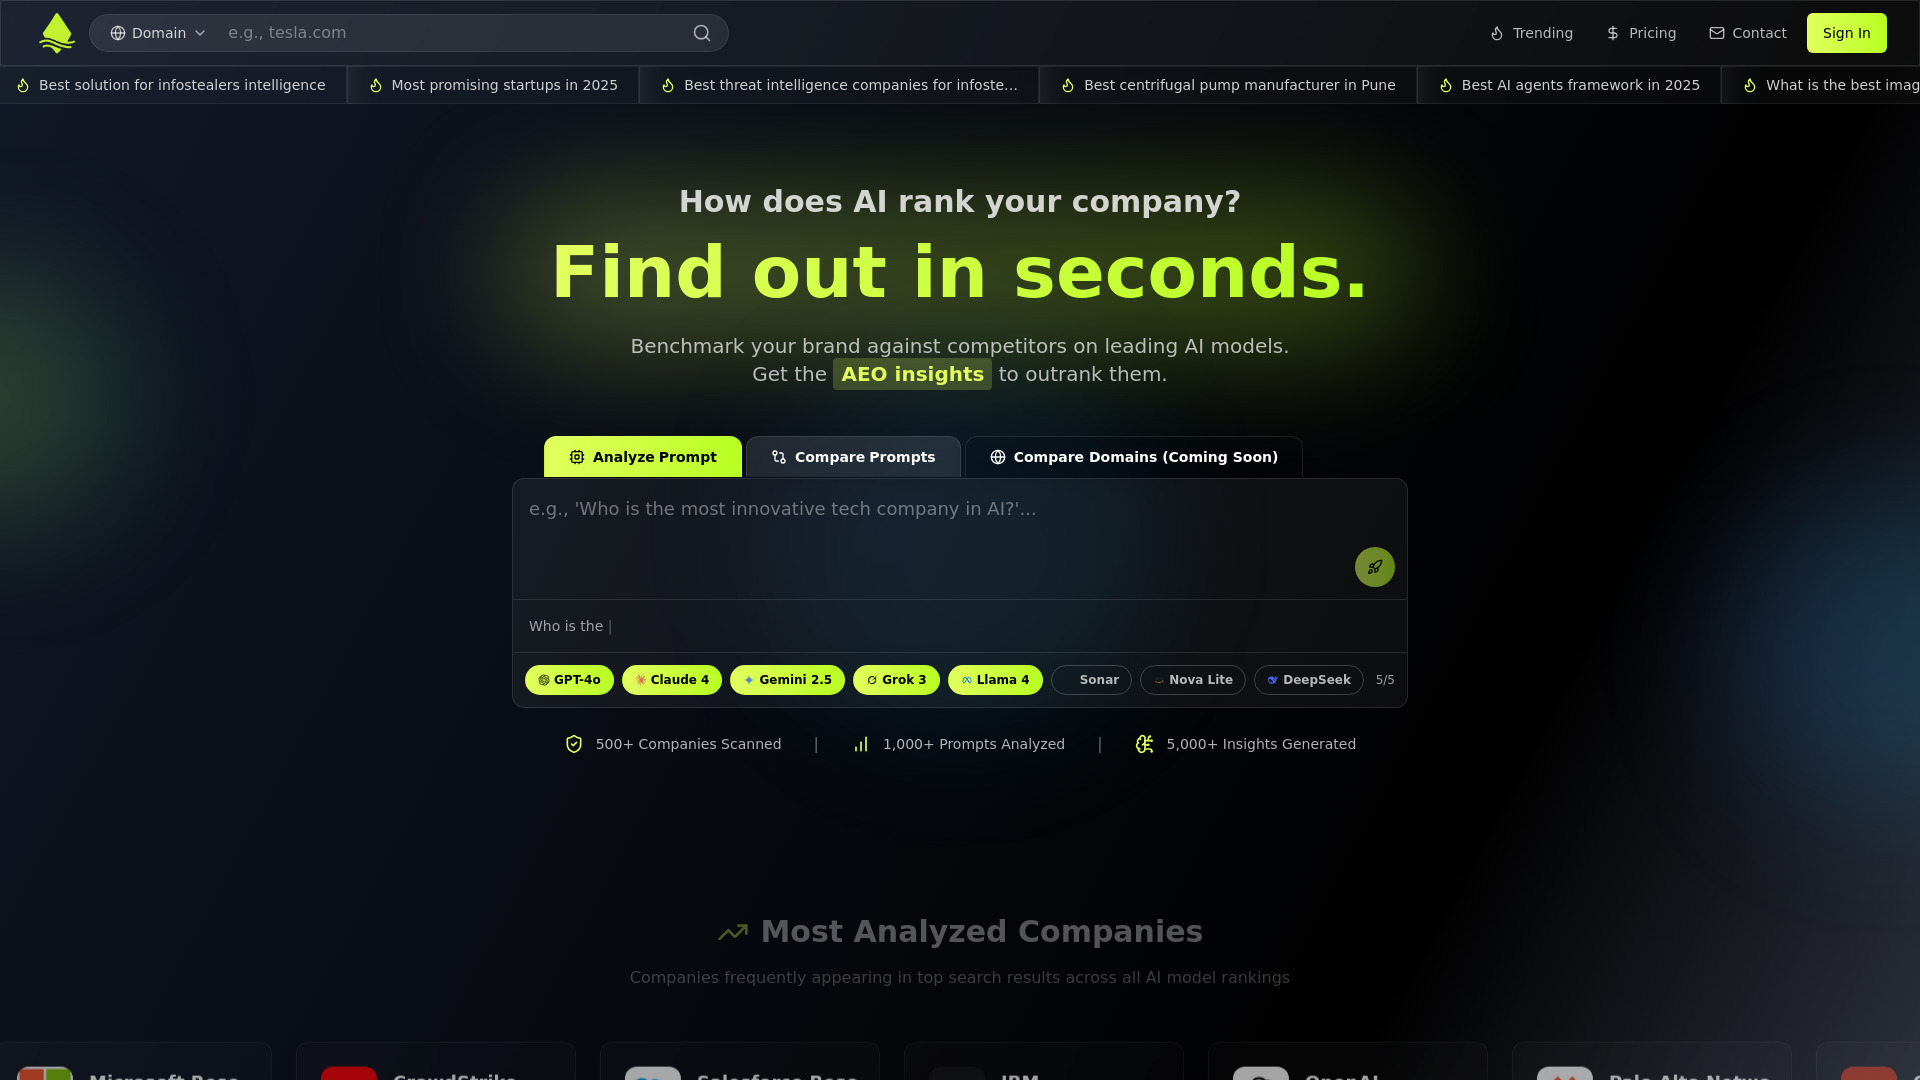 Domain
e.g., tesla.com
Trending
Pricing
Contact
Sign In
Best solution for infostealers intelligence
Most promising startups in 2025
Best threat intelligence companies for infoste...
Best centrifugal pump manufacturer in Pune
Best AI agents framework in 2025
What is the best imag
How does AI rank your company?
Find out in seconds.
Benchmark your brand against competitors on leading AI models.
Get the AEO insights to outrank them.
Analyze Prompt
Compare Prompts
Compare Domains (Coming Soon)
e.g., 'Who is the most innovative tech company in AI?'...
Who is the |
GPT-4o
Claude 4
Gemini 2.5
Grok 3
Llama 4
Sonar
Nova Lite
DeepSeek
5/5
500+ Companies Scanned
|
1,000+ Prompts Analyzed
|
5,000+ Insights Generated
Most Analyzed Companies
Companies frequently appearing in top search results across all AI model rankings
CrowdStrike
IBM
OpenAI
Palo Alto Netwo